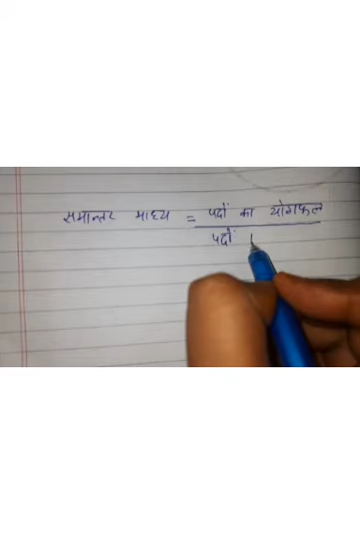 समान्तर माध्य = पदों का योगफल
पदों